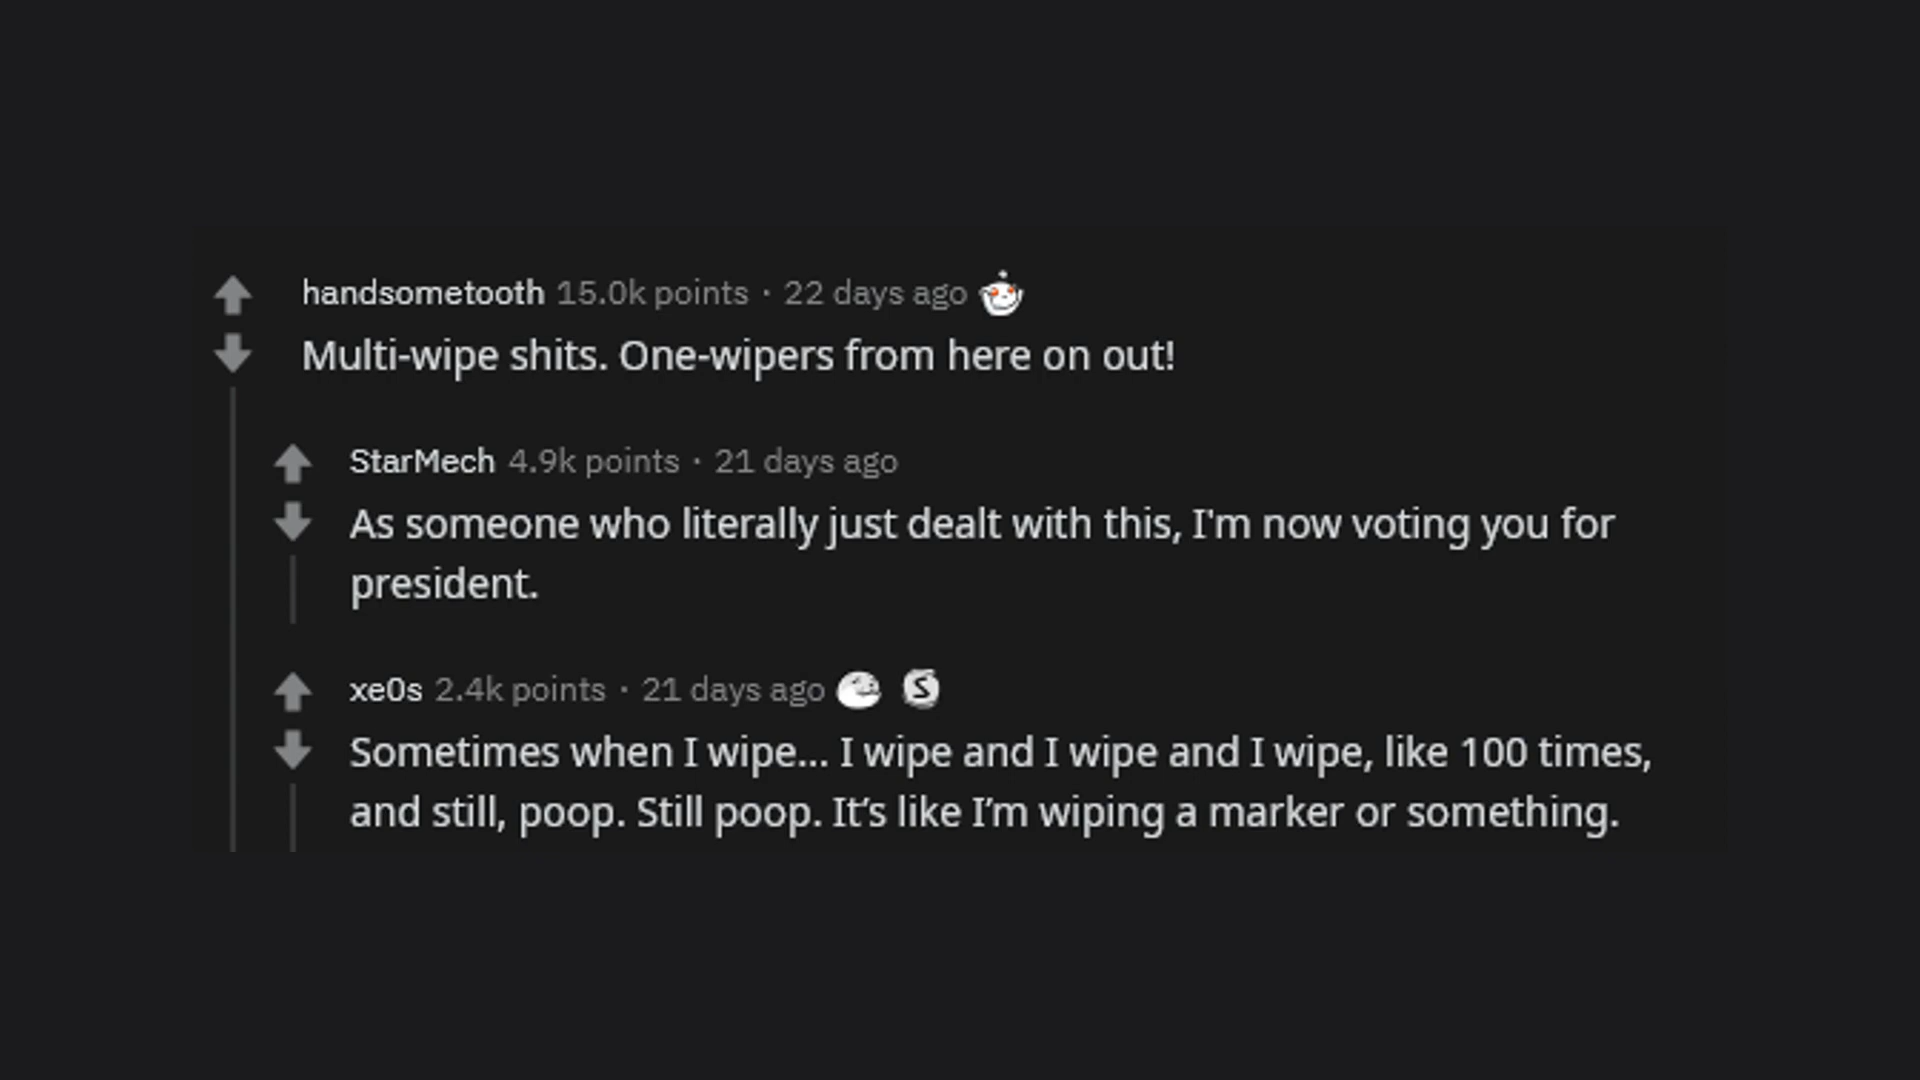 handsometooth 15.0k points · 22 days ago
Multi-wipe shits. One-wipers from here on out!
StarMech 4.9k points · 21 days ago
As someone who literally just dealt with this, I'm now voting you for
president.
xe0s 2.4k points · 21 days ago S
Sometimes when I wipe... I wipe and I wipe and I wipe, like 100 times,
and still, poop. Still poop. It’s like I’m wiping a marker or something.